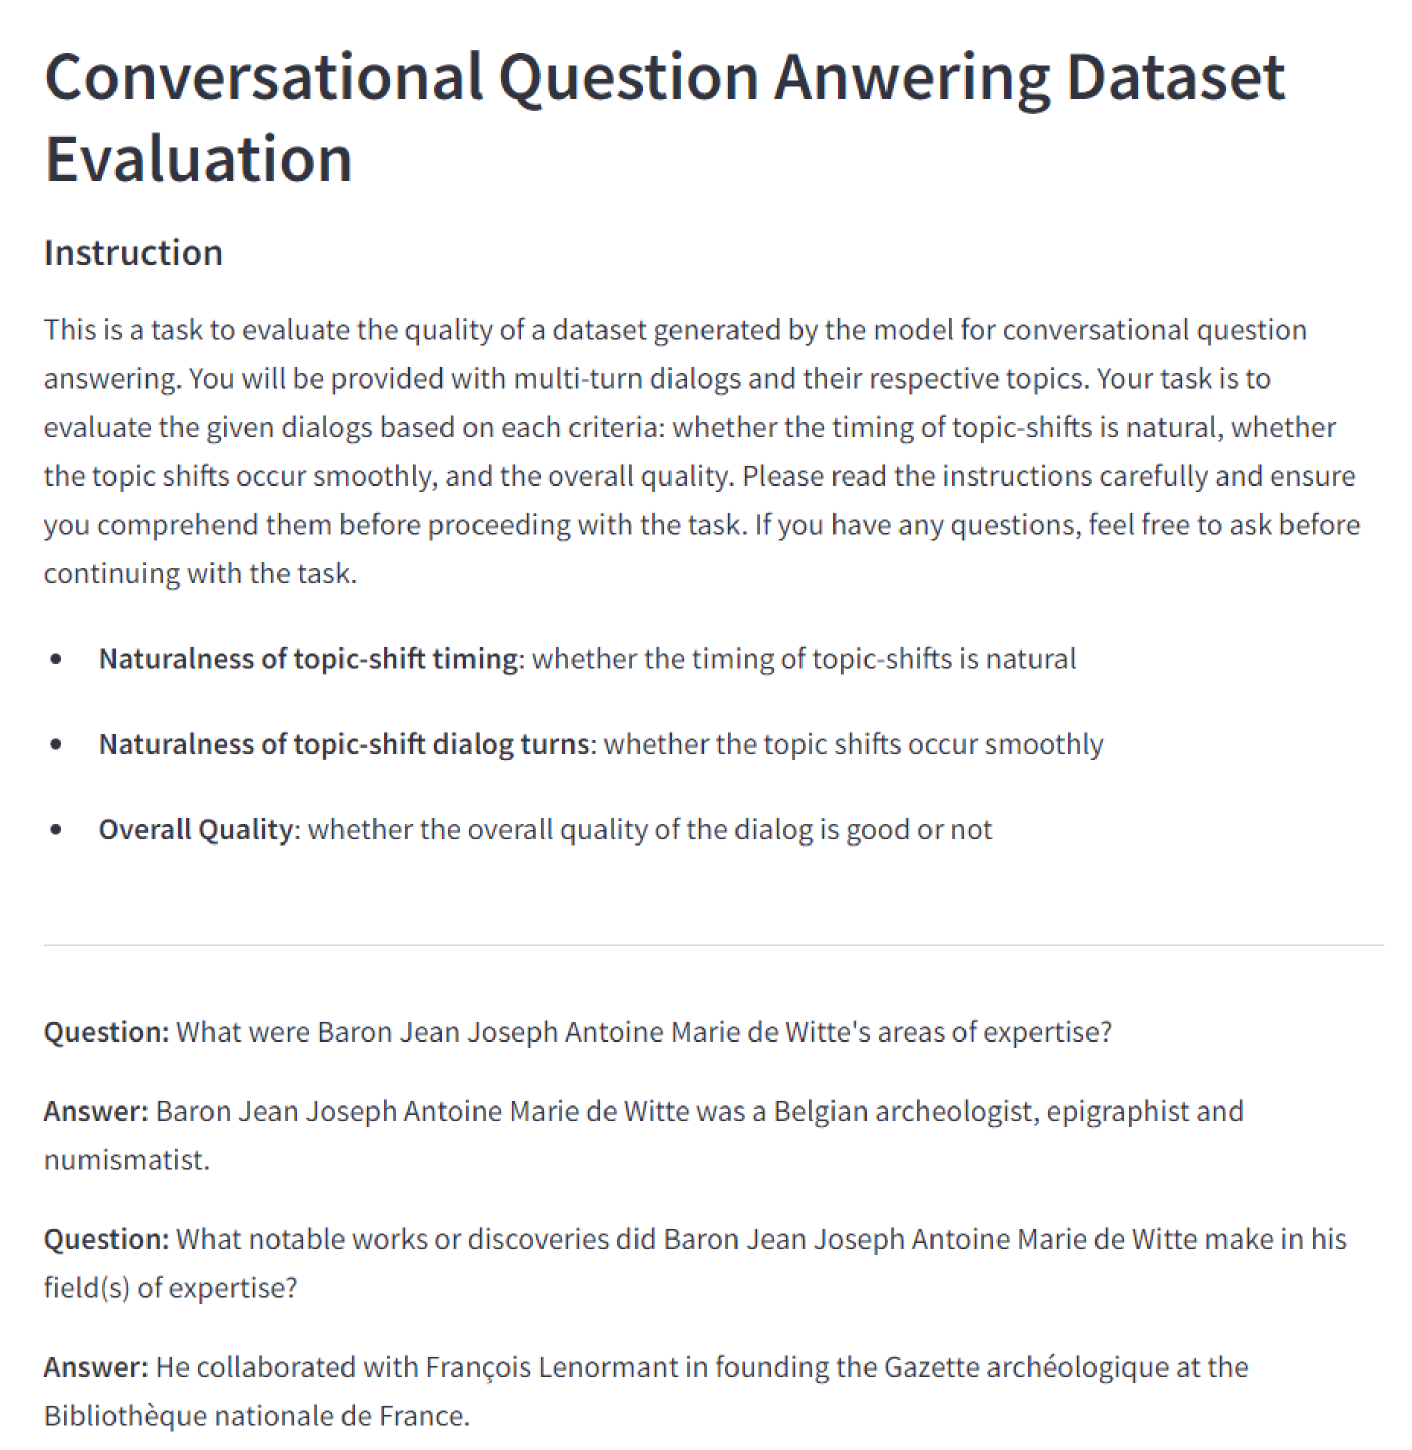 Conversational Question Anwering Dataset
Evaluation
Instruction
This is a task to evaluate the quality of a dataset generated by the model for conversational question
answering. You will be provided with multi-turn dialogs and their respective topics. Your task is to
evaluate the given dialogs based on each criteria: whether the timing of topic-shifts is natural, whether
the topic shifts occur smoothly, and the overall quality. Please read the instructions carefully and ensure
you comprehend them before proceeding with the task. If you have any questions, feel free to ask before
continuing with the task.
• Naturalness of topic-shift timing: whether the timing of topic-shifts is natural
• Naturalness of topic-shift dialog turns: whether the topic shifts occur smoothly
• Overall Quality: whether the overall quality of the dialog is good or not
Question: What were Baron Jean Joseph Antoine Marie de Witte's areas of expertise?
Answer: Baron Jean Joseph Antoine Marie de Witte was a Belgian archeologist, epigraphist and
numismatist.
Question: What notable works or discoveries did Baron Jean Joseph Antoine Marie de Witte make in his
field(s) of expertise?
Answer: He collaborated with François Lenormant in founding the Gazette archéologique at the
Bibliothèque nationale de France.